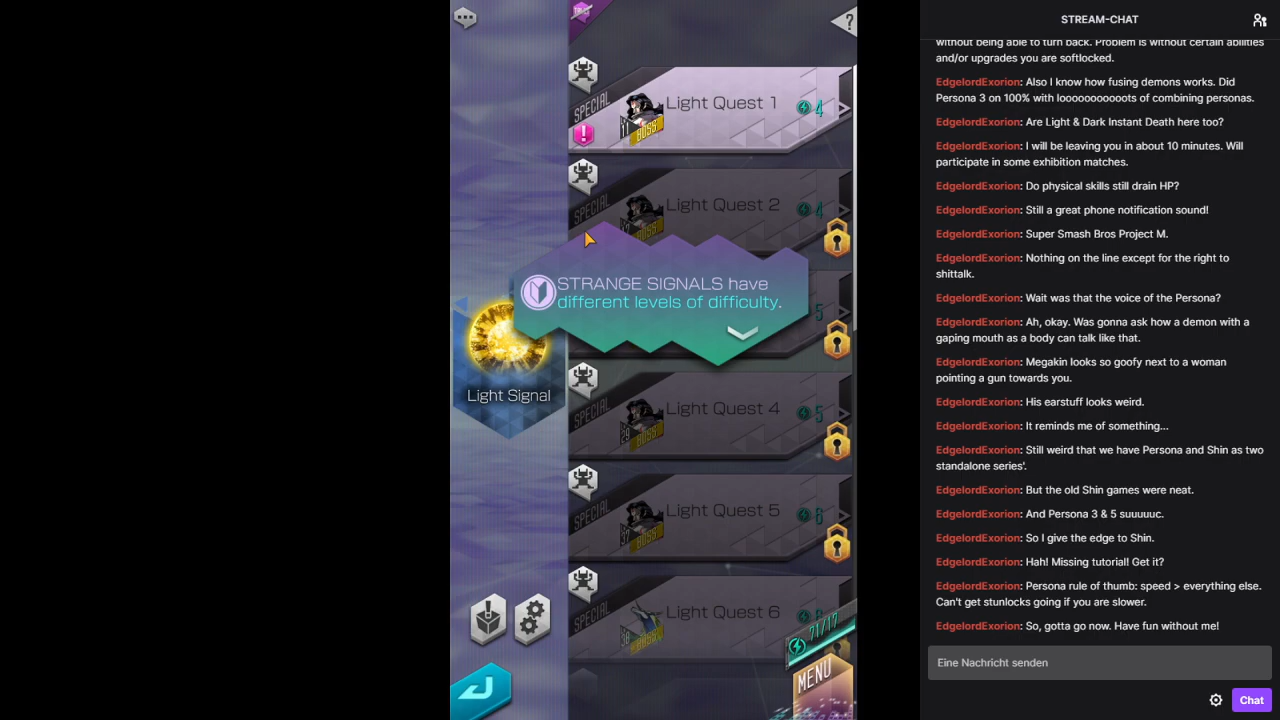 SPECIAL
Light Quest 1
4
BOSS
SPECIAL
Light Quest 2
4
STRANGE SIGNALS have
different levels of difficulty.
5
Light Signal
SPECIAL
Light Quest 4
5
BOSS
SPECIAL
Light Quest 5
6
BOSS
SPECIAL
Light Quest 6
BOSS
71/17
MENU
STREAM-CHAT
without being able to turn back. Problem is without certain abilities
and/or upgrades you are softlocked.
EdgelordExorion: Also I know how fusing demons works. Did
Persona 3 on 100% with looooooooooots of combining personas.
EdgelordExorion: Are Light & Dark Instant Death here too?
EdgelordExorion: I will be leaving you in about 10 minutes. Will
participate in some exhibition matches.
EdgelordExorion: Do physical skills still drain HP?
EdgelordExorion: Still a great phone notification sound!
EdgelordExorion: Super Smash Bros Project M.
EdgelordExorion: Nothing on the line except for the right to
shittalk.
EdgelordExorion: Wait was that the voice of the Persona?
EdgelordExorion: Ah, okay. Was gonna ask how a demon with a
gaping mouth as a body can talk like that.
EdgelordExorion: Megakin looks so goofy next to a woman
pointing a gun towards you.
EdgelordExorion: His earstuff looks weird.
EdgelordExorion: It reminds me of something...
EdgelordExorion: Still weird that we have Persona and Shin as two
standalone series'.
EdgelordExorion: But the old Shin games were neat.
EdgelordExorion: And Persona 3 & 5 suuuuuc.
EdgelordExorion: So I give the edge to Shin.
EdgelordExorion: Hah! Missing tutorial! Get it?
EdgelordExorion: Persona rule of thumb: speed > everything else.
Can't get stunlocks going if you are slower.
EdgelordExorion: So, gotta go now. Have fun without me!
Eine Nachricht senden
Chat